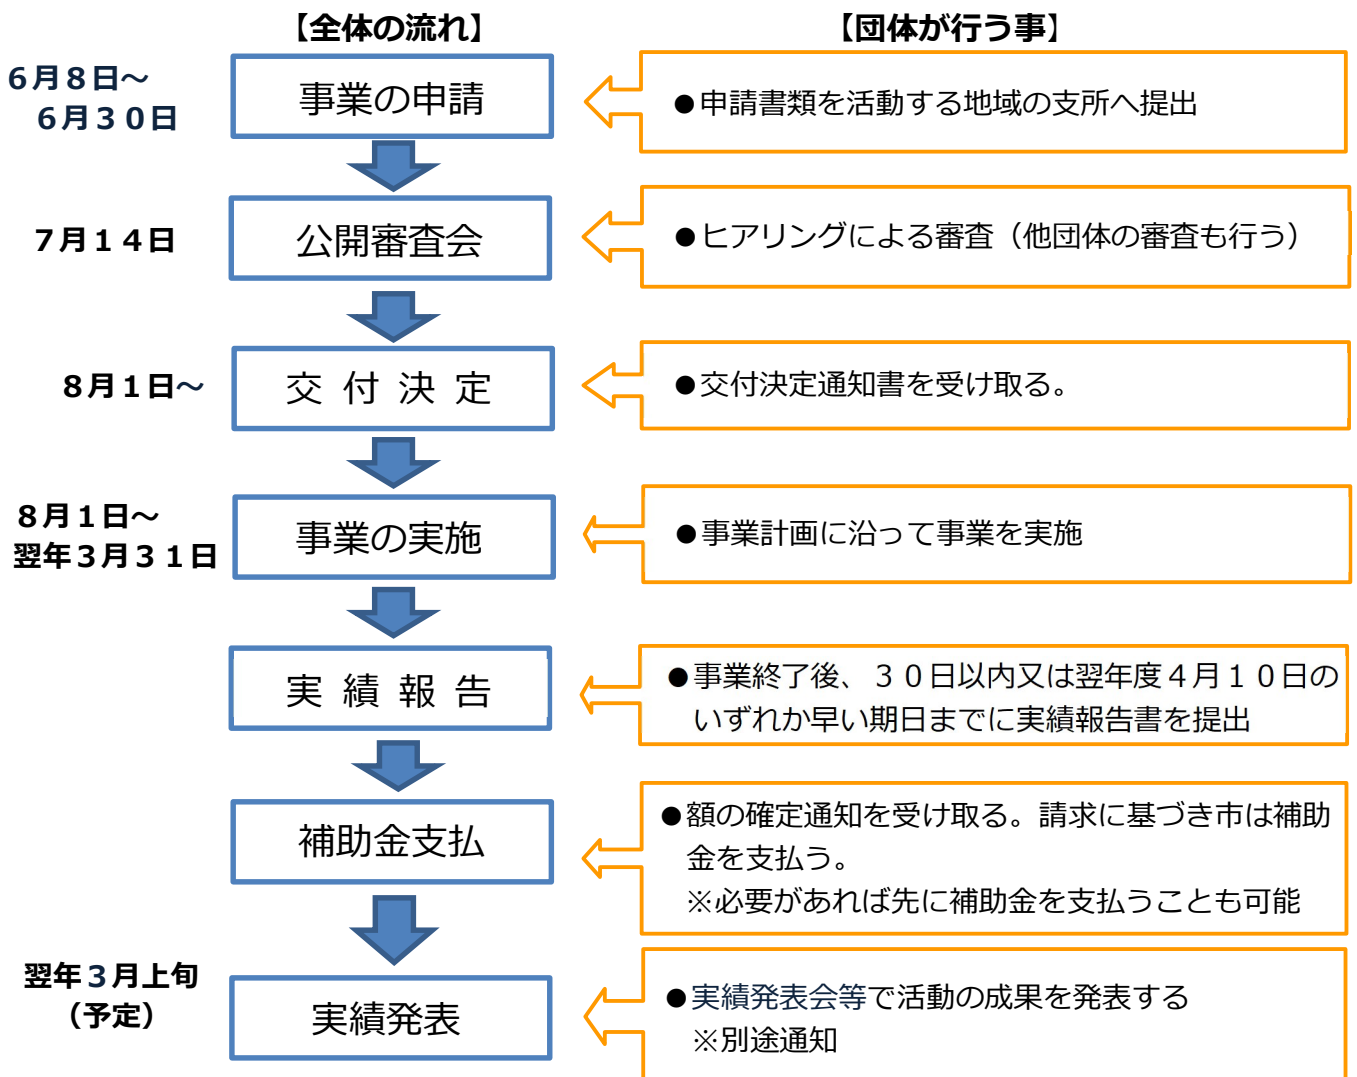 【全体の流れ】
【団体が行う事】
６月８日～
６月３０日
事業の申請
●申請書類を活動する地域の支所へ提出
７月１４日
公開審査会
●ヒアリングによる審査（他団体の審査も行う）
８月１日～
交 付 決 定
●交付決定通知書を受け取る。
８月１日～
翌年３月３１日
事業の実施
●事業計画に沿って事業を実施
実 績 報 告
●事業終了後、３０日以内又は翌年度４月１０日の
いずれか早い期日までに実績報告書を提出
補助金支払
●額の確定通知を受け取る。請求に基づき市は補助
金を支払う。
※必要があれば先に補助金を支払うことも可能
翌年３月上旬
（予定）
実績発表
●実績発表会等で活動の成果を発表する
※別途通知